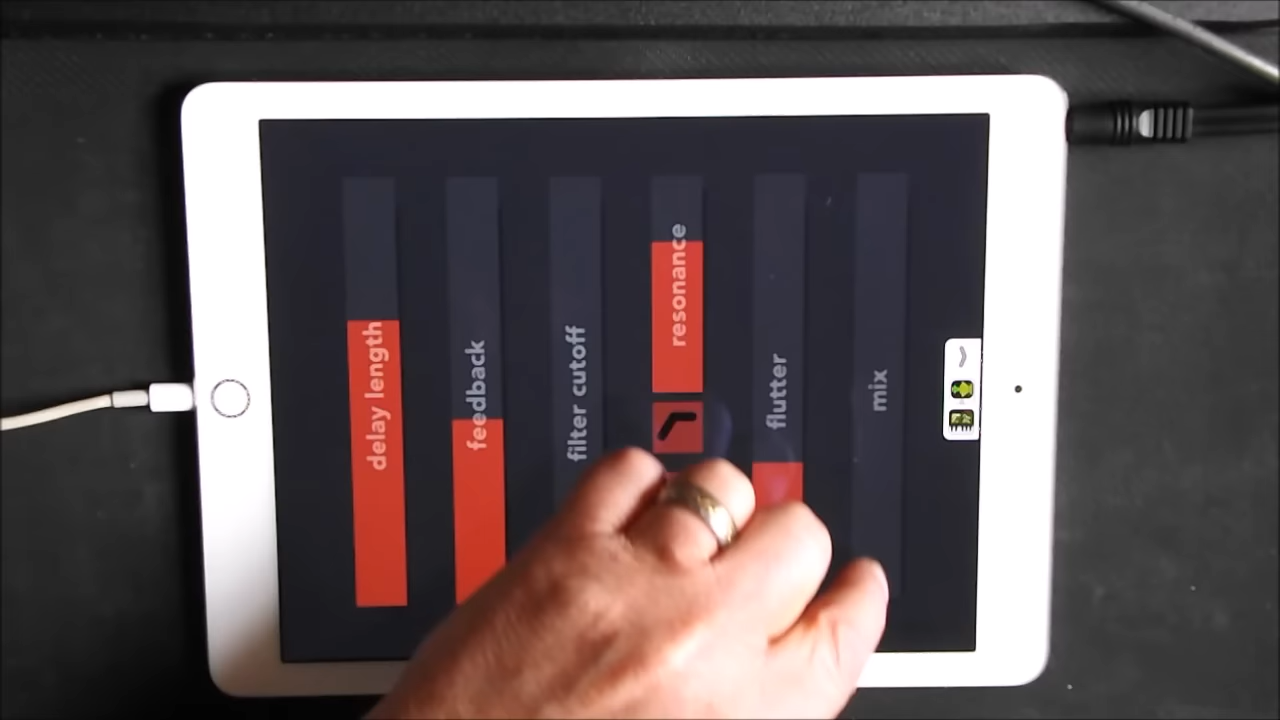 delay length
feedback
filter cutoff
resonance
flutter
mix